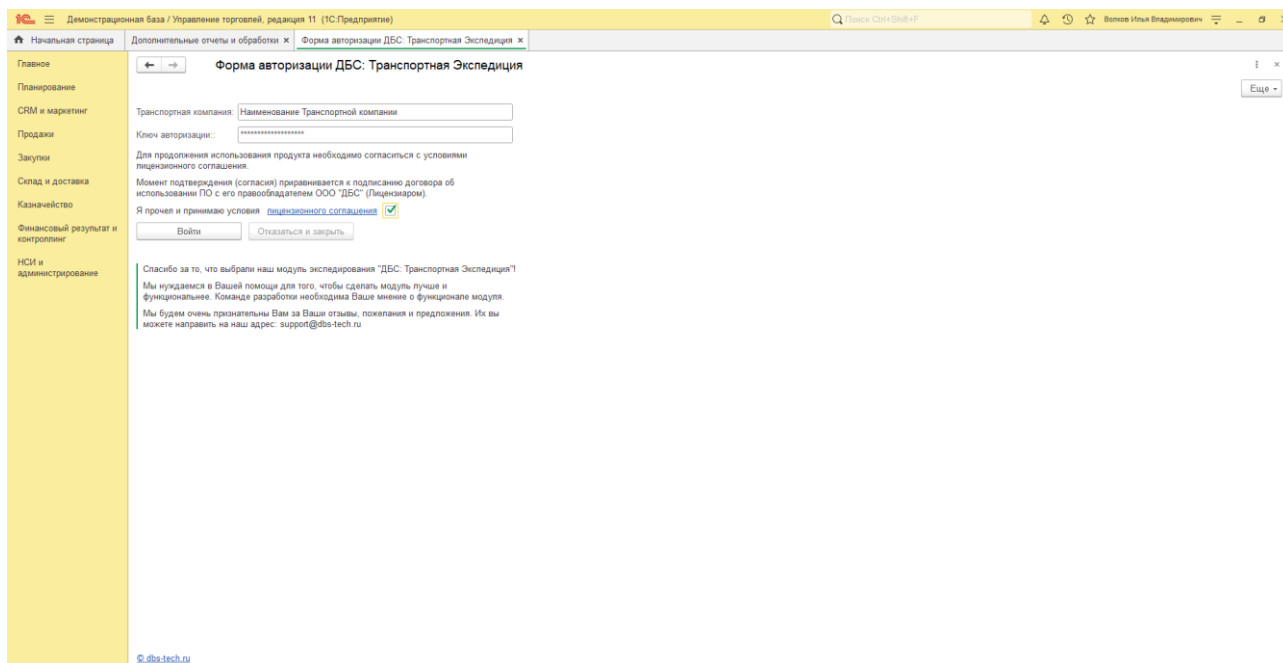 1С Демонстрационная база / Управление торговлей, редакция 11 (1С:Предприятие) Поиск Ctrl+Shift+F Волков Илья Владимирович
Начальная страница Дополнительные отчеты и обработки × Форма авторизации ДБС: Транспортная Экспедиция ×
Главное
Планирование
CRM и маркетинг
Продажи
Закупки
Склад и доставка
Казначейство
Финансовый результат и
контроллинг
НСИ и
администрирование
Форма авторизации ДБС: Транспортная Экспедиция
Еще
Транспортная компания: Наименование Транспортной компании
Ключ авторизации:: *******************
Для продолжения использования продукта необходимо согласиться с условиями
лицензионного соглашения.
Момент подтверждения (согласия) приравнивается к подписанию договора об
использовании ПО с его правообладателем ООО "ДБС" (Лицензиаром).
Я прочел и принимаю условия лицензионного соглашения
Войти Отказаться и закрыть
Спасибо за то, что выбрали наш модуль экспедирования "ДБС: Транспортная Экспедиция"!
Мы нуждаемся в Вашей помощи для того, чтобы сделать модуль лучше и
функциональнее. Команде разработки необходима Ваше мнение о функционале модуля.
Мы будем очень признательны Вам за Ваши отзывы, пожелания и предложения. Их вы
можете направить на наш адрес: support@dbs-tech.ru
© dbs-tech.ru